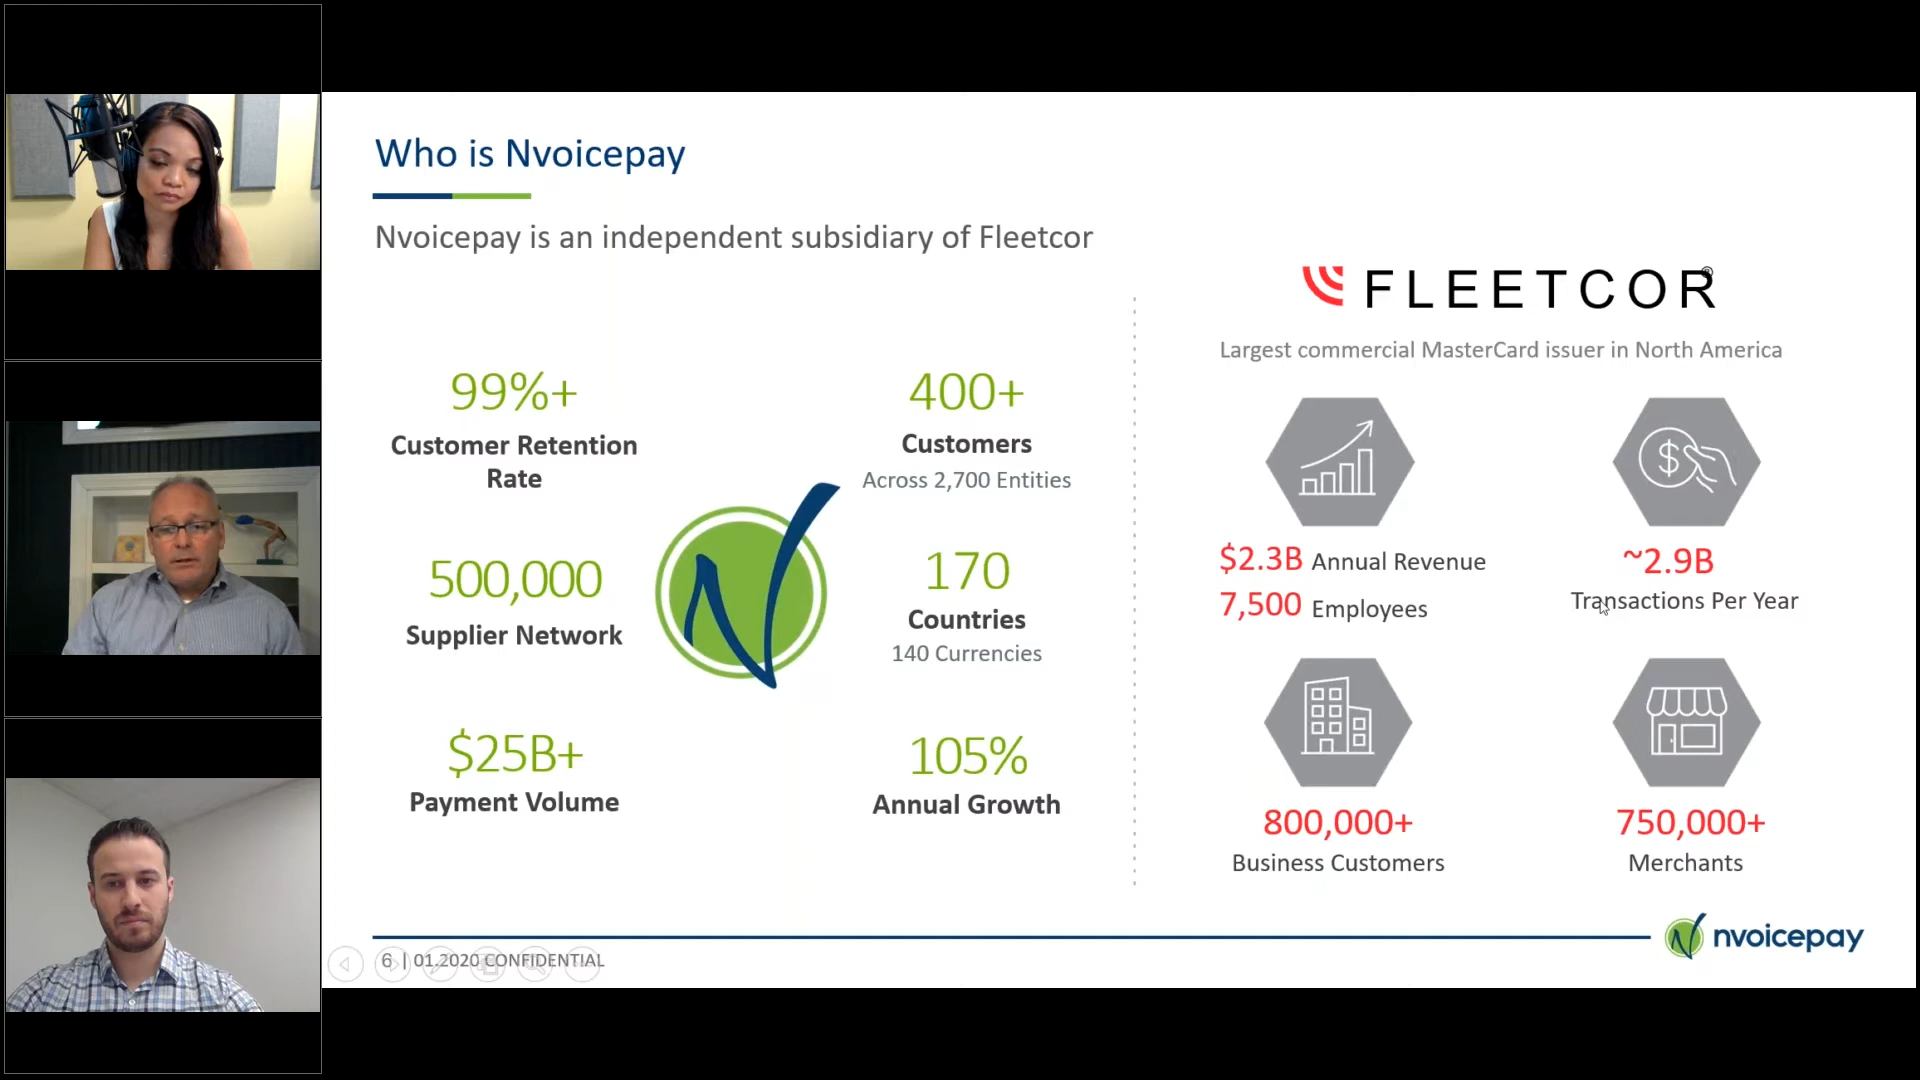 Who is Nvoicepay
Nvoicepay is an independent subsidiary of Fleetcor
99%+
Customer Retention
Rate
400+
Customers
Across 2,700 Entities
500,000
Supplier Network
170
Countries
140 Currencies
$25B+
Payment Volume
105%
Annual Growth
FLEETCOR®
Largest commercial MasterCard issuer in North America
$2.3B Annual Revenue
7,500 Employees
~2.9B
Transactions Per Year
800,000+
Business Customers
750,000+
Merchants
6 | 01.2020 CONFIDENTIAL
nvoicepay